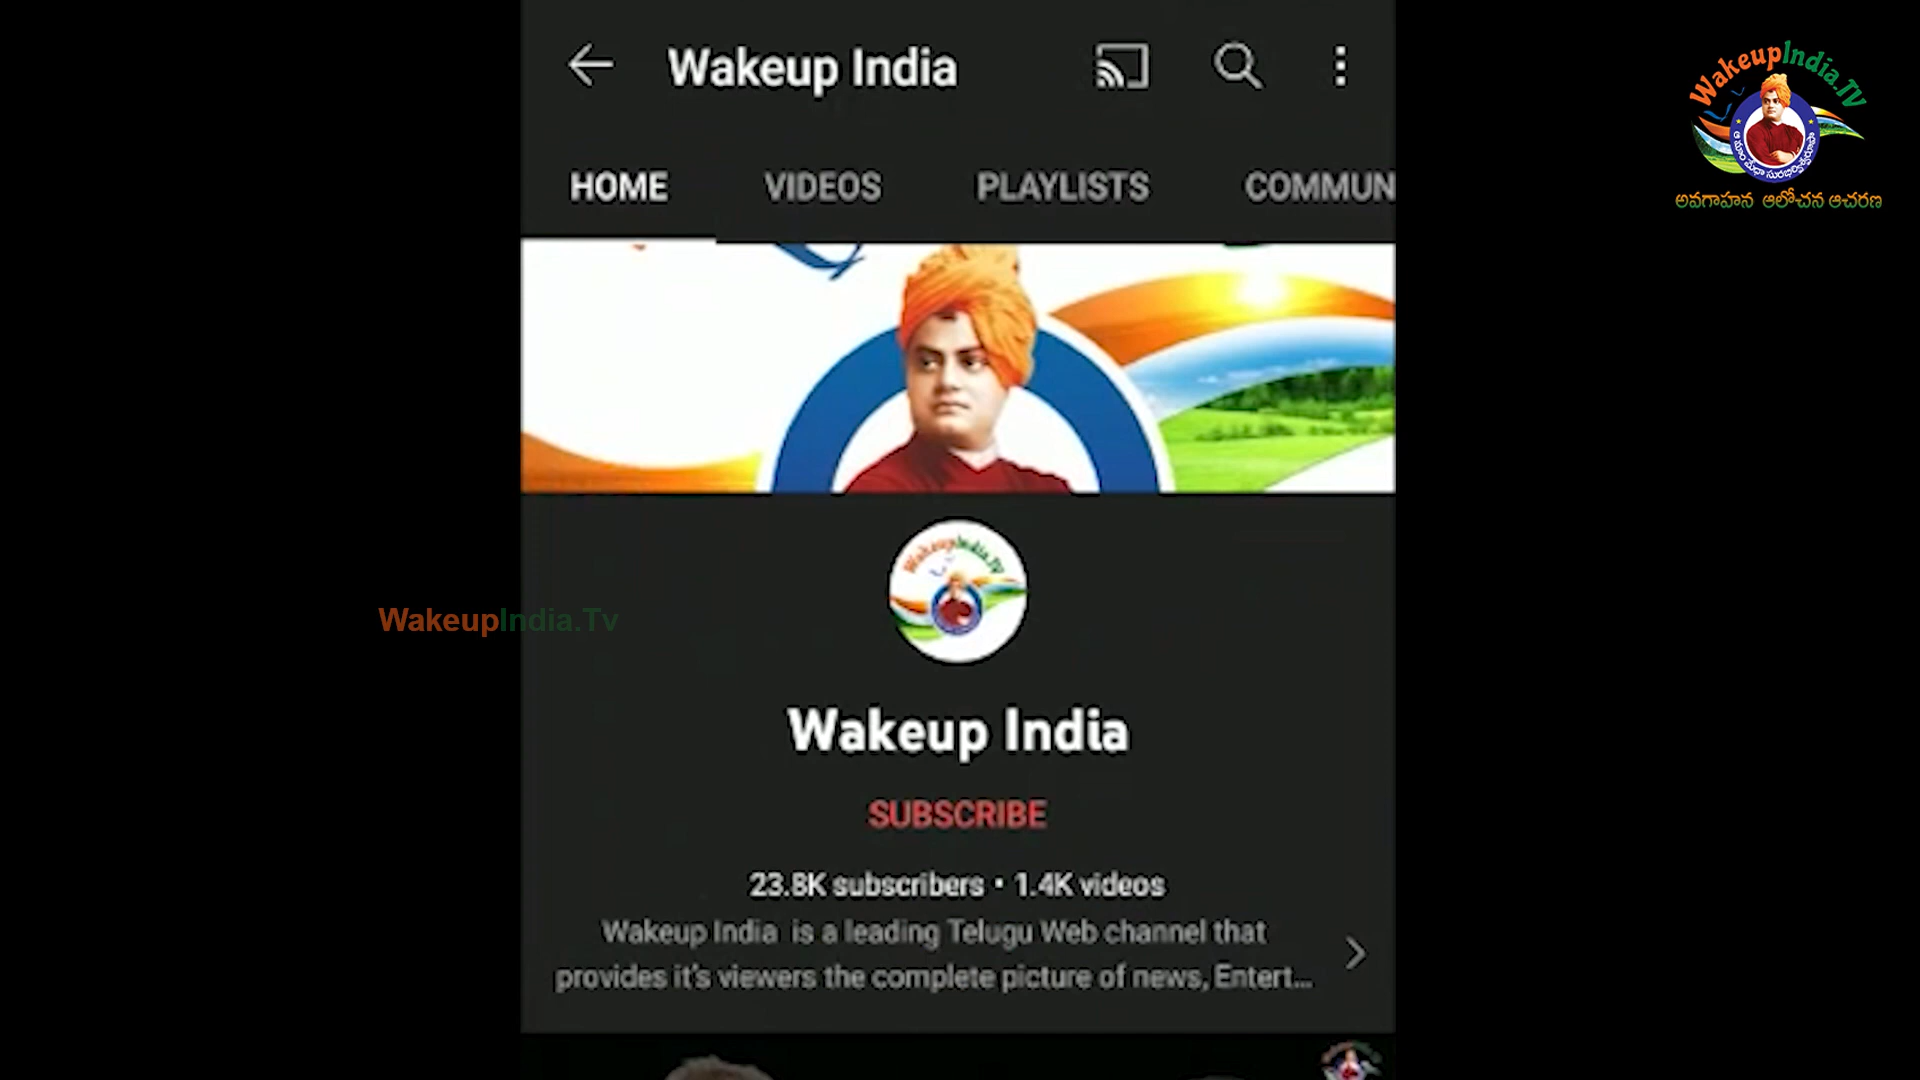 Wakeup India
HOME VIDEOS PLAYLISTS COMMUN
WakeupIndia.TV
అవగాహన ఆలోచన ఆచరణ
WakeupIndia.TV
WakeupIndia.Tv
Wakeup India
SUBSCRIBE
23.8K subscribers • 1.4K videos
Wakeup India is a leading Telugu Web channel that
provides it's viewers the complete picture of news, Entert...